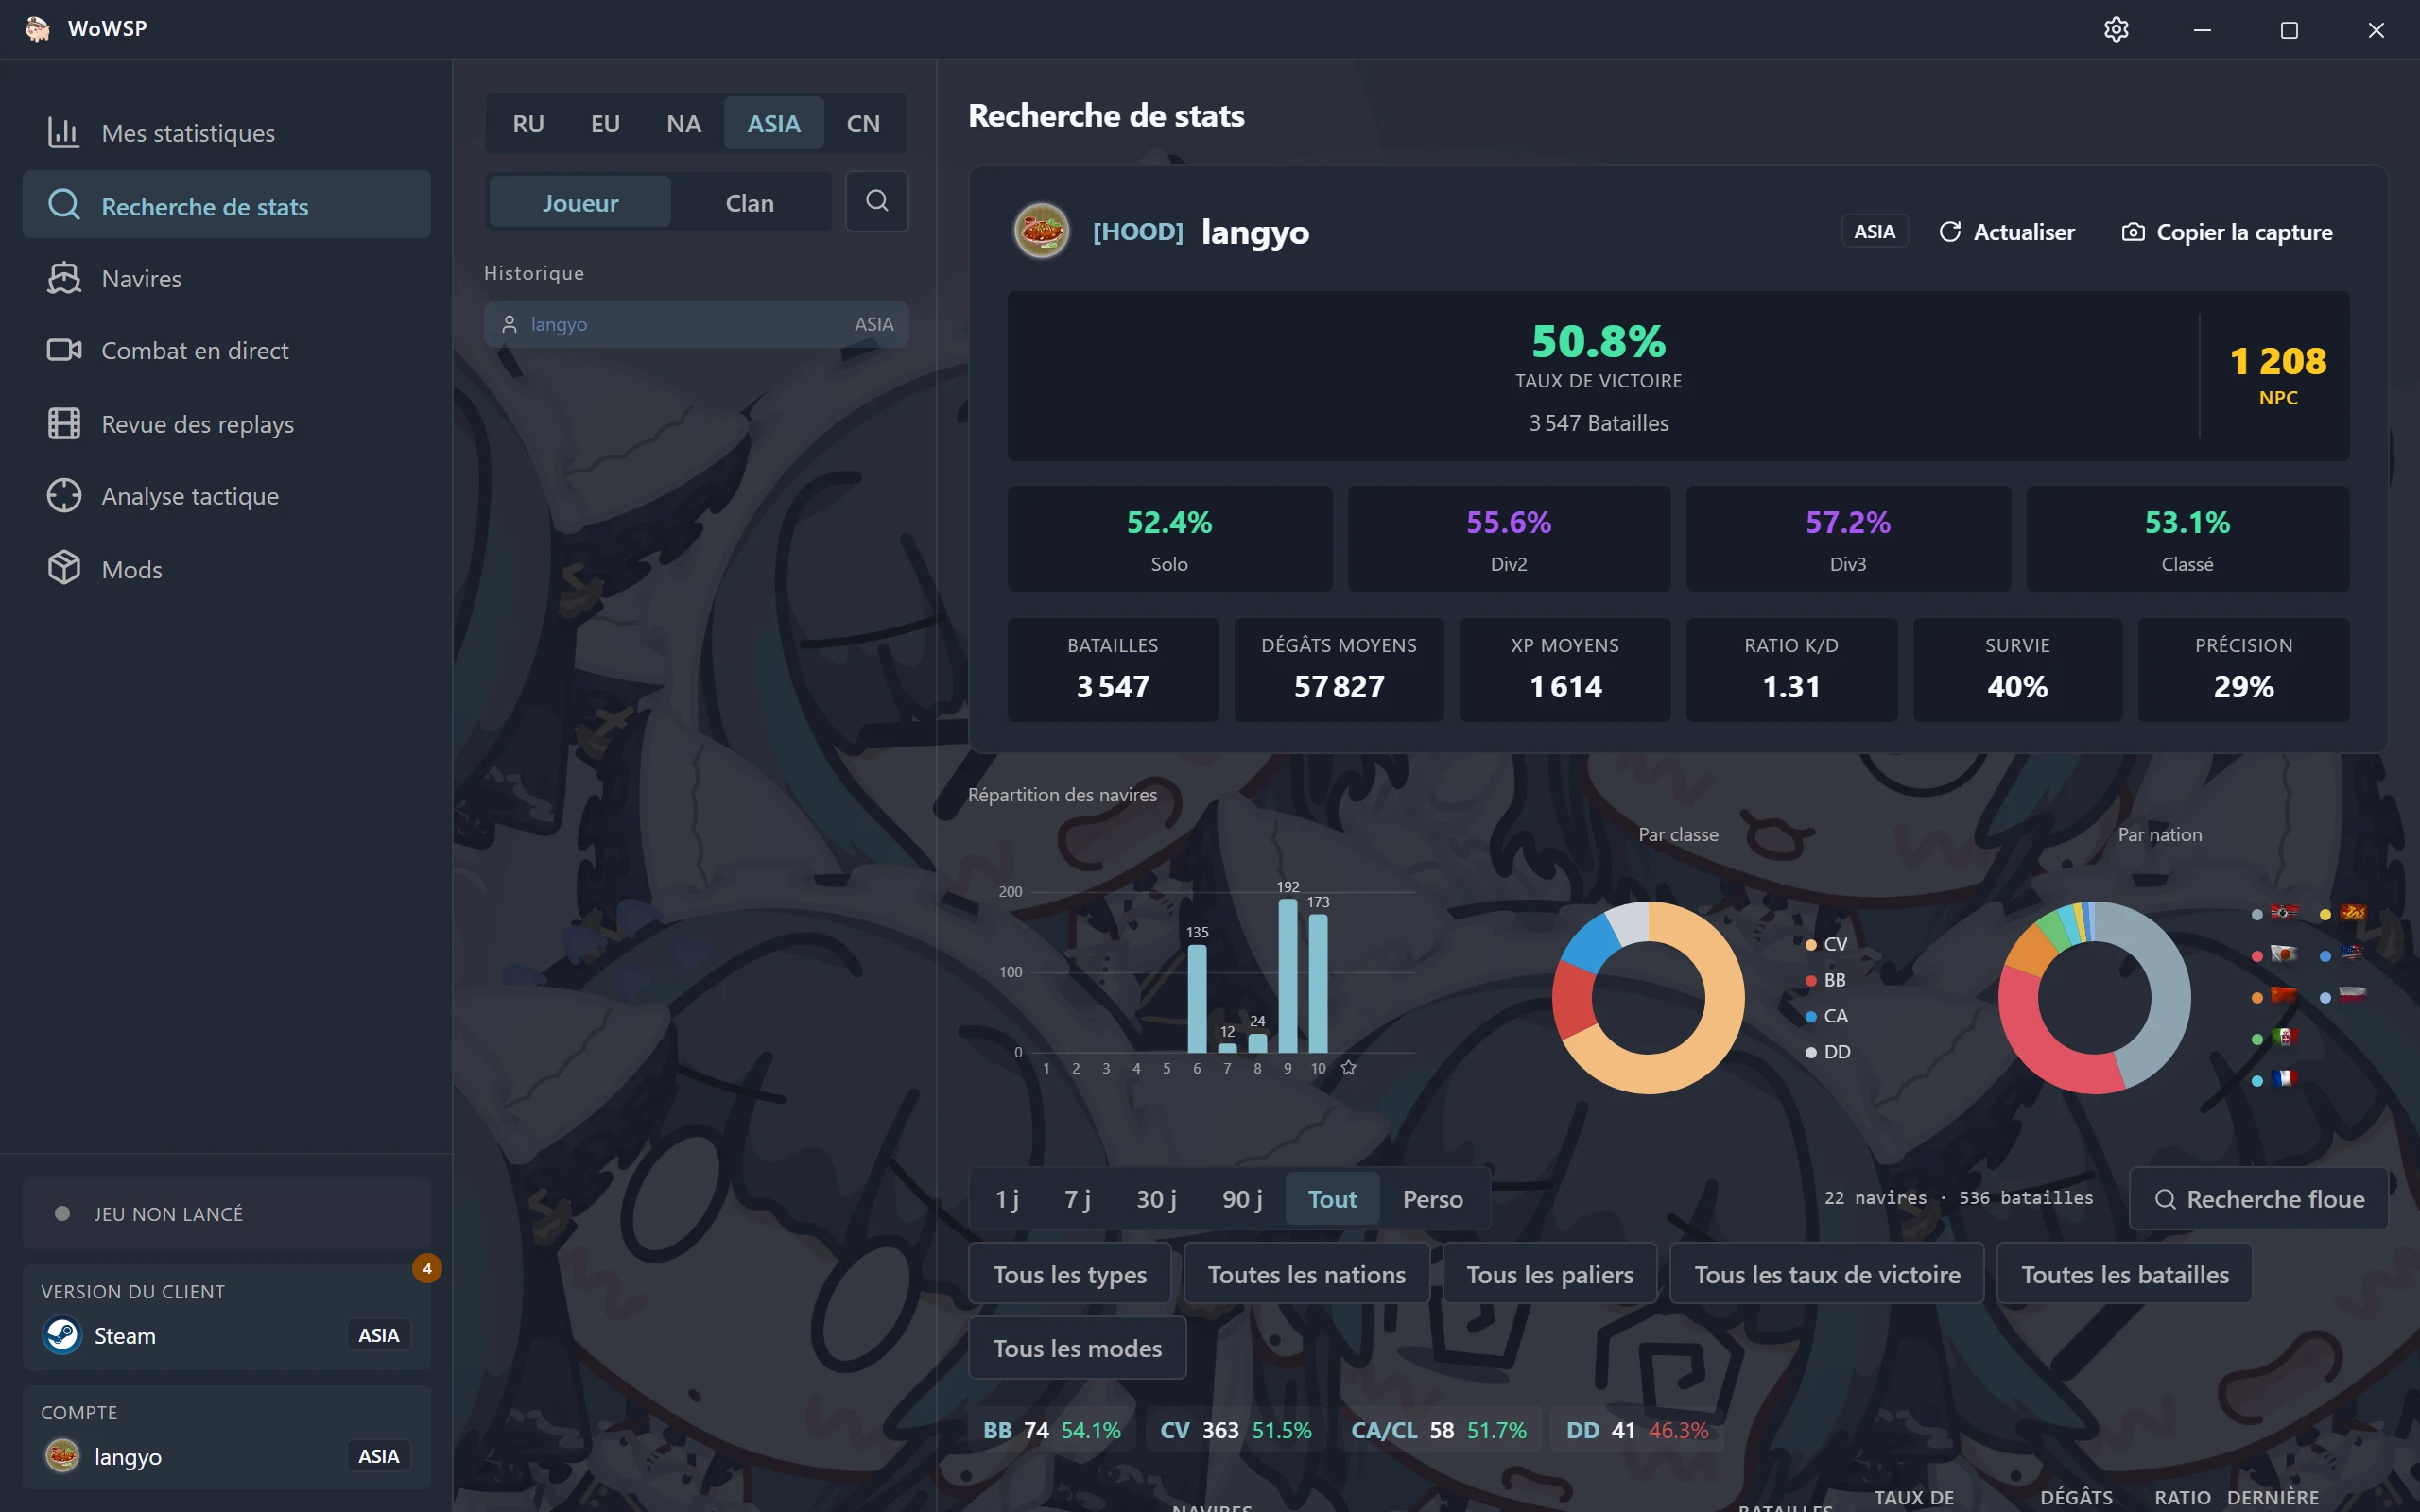 WoWSP
Mes statistiques
Recherche de stats
Navires
Combat en direct
Revue des replays
Analyse tactique
Mods
JEU NON LANCÉ
4
VERSION DU CLIENT
Steam ASIA
COMPTE
langyo ASIA
RU EU NA ASIA CN
Joueur Clan
Historique
langyo ASIA
Recherche de stats
[HOOD] langyo ASIA Actualiser Copier la capture
50.8%
TAUX DE VICTOIRE
3 547 Batailles
1 208
NPC
52.4% 55.6% 57.2% 53.1%
Solo Div2 Div3 Classé
BATAILLES DÉGÂTS MOYENS XP MOYENS RATIO K/D SURVIE PRÉCISION
3 547 57 827 1 614 1.31 40% 29%
Répartition des navires
200
100
0
135 12 24 192 173
1 2 3 4 5 6 7 8 9 10
Par classe
CV
BB
CA
DD
Par nation
1 j 7 j 30 j 90 j Tout Perso 22 navires · 536 batailles Recherche floue
Tous les types Toutes les nations Tous les paliers Tous les taux de victoire Toutes les batailles
Tous les modes
BB 74 54.1% CV 363 51.5% CA/CL 58 51.7% DD 41 46.3%
NAVIRES BATAILLES TAUX DE DÉGÂTS RATIO DERNIÈRE